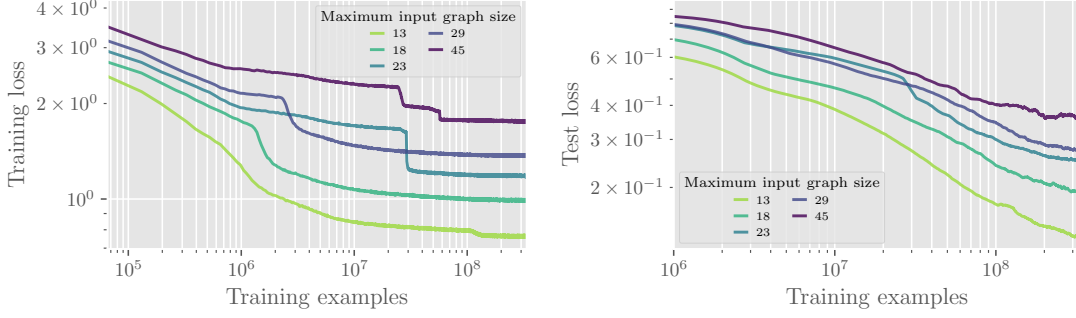 4 × 10⁰
3 × 10⁰
2 × 10⁰
10⁰
Training loss
Maximum input graph size
13 29
18 45
23
10⁵ 10⁶ 10⁷ 10⁸
Training examples
6 × 10⁻¹
4 × 10⁻¹
3 × 10⁻¹
2 × 10⁻¹
Test loss
Maximum input graph size
13 29
18 45
23
10⁶ 10⁷ 10⁸
Training examples